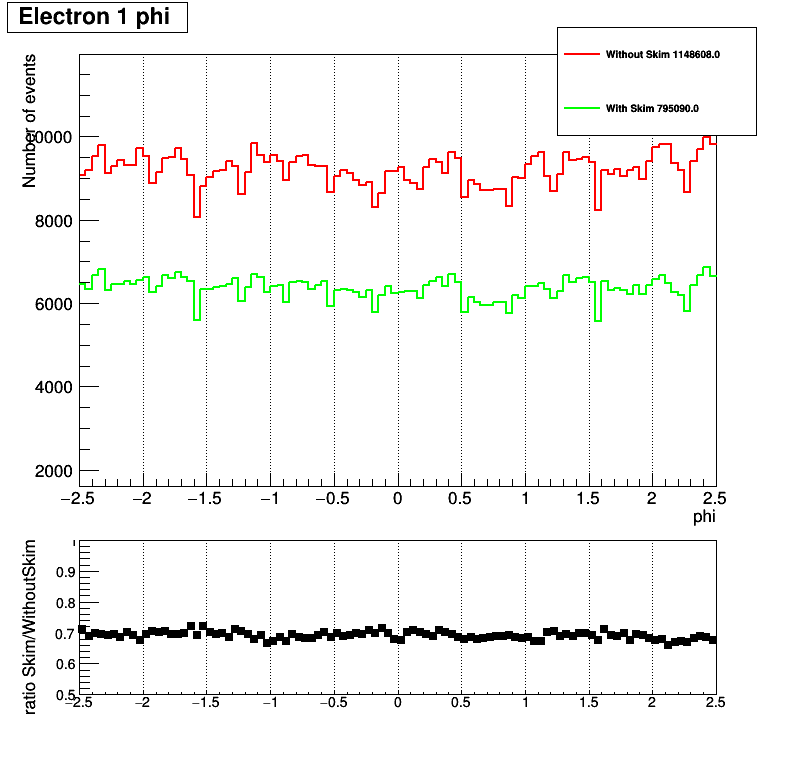 Electron 1 phi
Without Skim 1148608.0
With Skim 795090.0
Number of events
10000
8000
6000
4000
2000
−2.5 −2 −1.5 −1 −0.5 0 0.5 1 1.5 2 2.5
phi
ratio Skim/WithoutSkim
1
0.9
0.8
0.7
0.6
0.5
−2.5 −2 −1.5 −1 −0.5 0 0.5 1 1.5 2 2.5